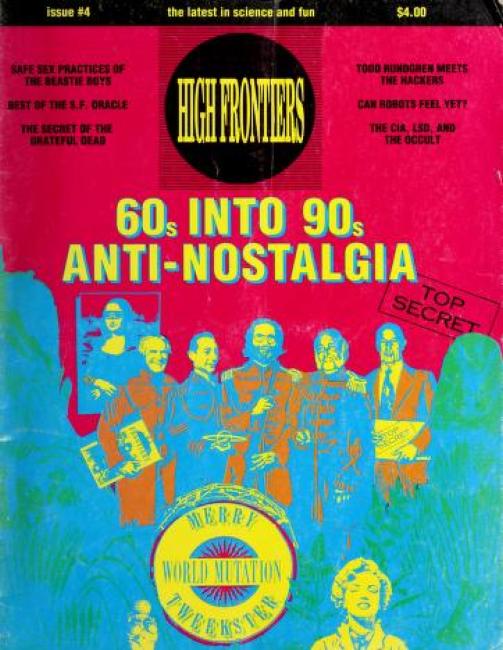 issue #4
the latest in science and fun
$4.00
SAFE SEX PRACTICES OF
THE BEASTIE BOYS
BEST OF THE S.F. ORACLE
THE SECRET OF THE
GRATEFUL DEAD
HIGH FRONTIERS
TODD RUNDGREN MEETS
THE HACKERS
CAN ROBOTS FEEL YET?
THE CIA, LSD, AND
THE OCCULT
60s INTO 90s
ANTI-NOSTALGIA
TOP
SECRET
TOP
SECRET
MERRY
WORLD MUTATION
TWEEKSTER